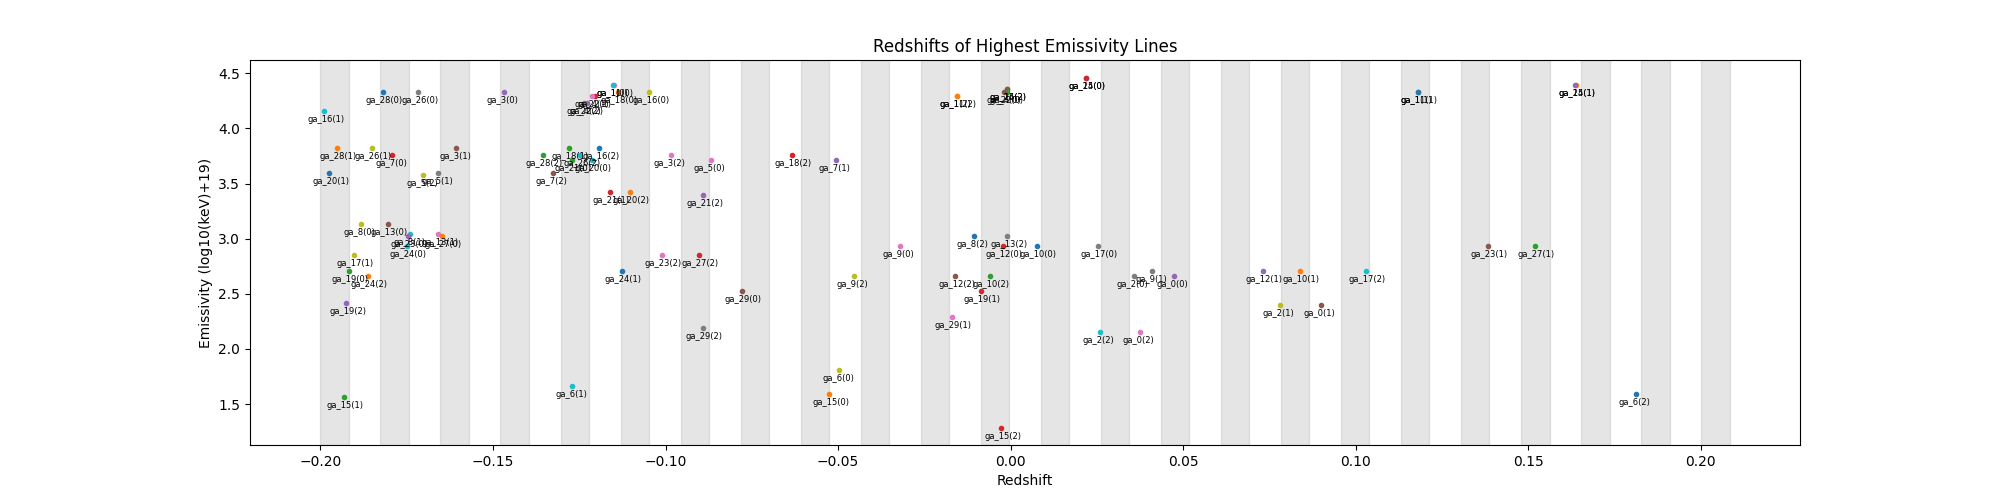 Redshifts of Highest Emissivity Lines
Emissivity (log10(keV)+19)
4.5
4.0
3.5
3.0
2.5
2.0
1.5
ga_16(1)
ga_28(0)
ga_26(0)
ga_3(0)
ga_18(0)
ga_16(0)
ga_28(1)
ga_26(1)
ga_7(0)
ga_3(1)
ga_28(2)
ga_16(2)
ga_3(2)
ga_5(0)
ga_18(2)
ga_7(1)
ga_20(1)
ga_5(1)
ga_7(2)
ga_20(0)
ga_20(2)
ga_21(2)
ga_8(0)
ga_13(0)
ga_24(0)
ga_17(1)
ga_19(0)
ga_24(2)
ga_19(2)
ga_23(2)
ga_27(2)
ga_24(1)
ga_29(0)
ga_29(2)
ga_9(0)
ga_9(2)
ga_8(2)
ga_13(2)
ga_12(0)
ga_10(0)
ga_17(0)
ga_12(2)
ga_10(2)
ga_19(1)
ga_29(1)
ga_9(1)
ga_2(0)
ga_0(0)
ga_2(2)
ga_0(2)
ga_12(1)
ga_10(1)
ga_17(2)
ga_2(1)
ga_0(1)
ga_23(1)
ga_27(1)
ga_6(1)
ga_6(0)
ga_15(1)
ga_15(0)
ga_15(2)
ga_6(2)
−0.20
−0.15
−0.10
−0.05
0.00
0.05
0.10
0.15
0.20
Redshift